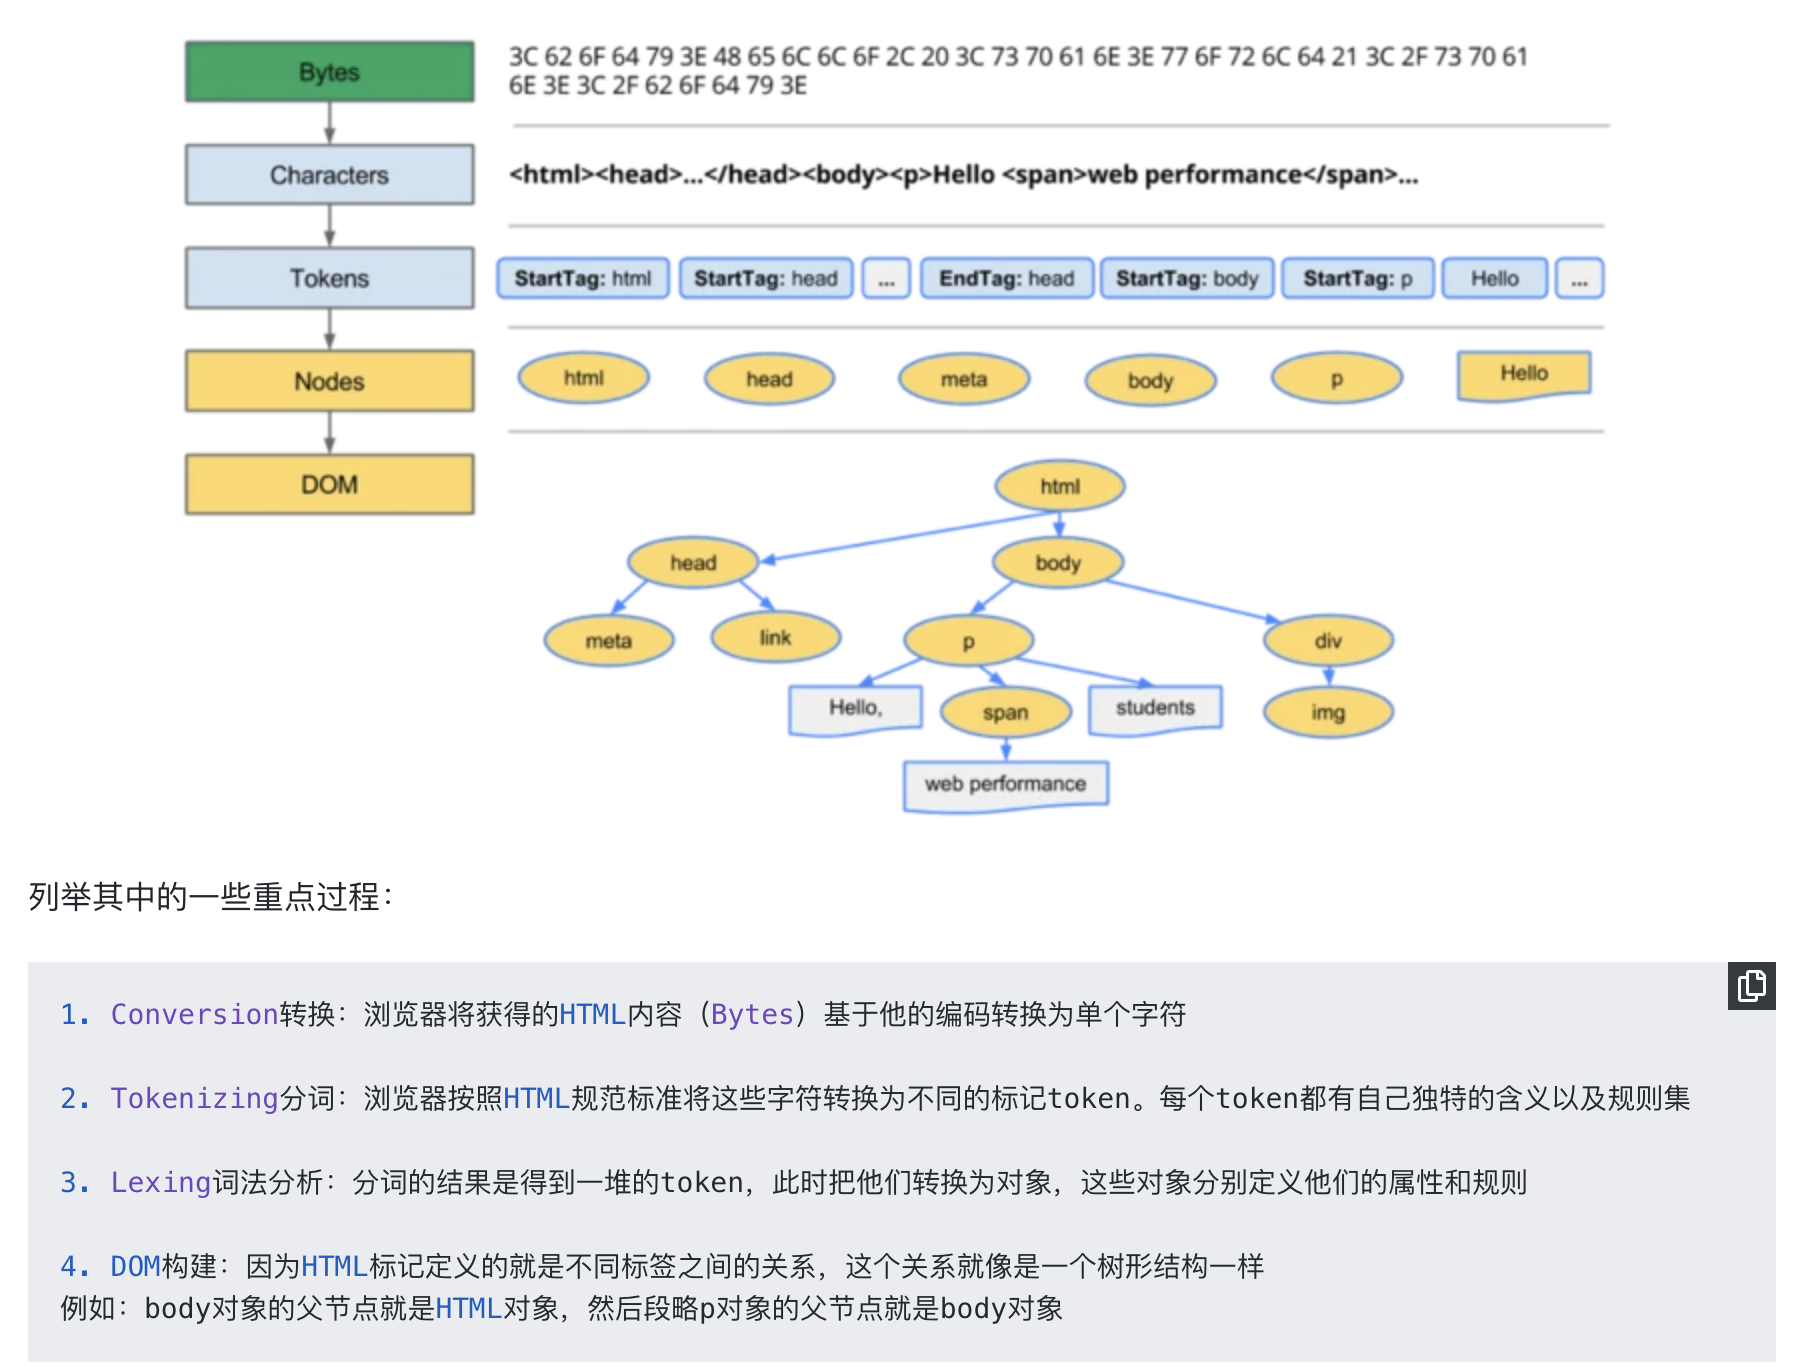 Bytes
3C 62 6F 64 79 3E 48 65 6C 6C 6F 2C 20 3C 73 70 61 6E 3E 77 6F 72 6C 64 21 3C 2F 73 70 61
6E 3E 3C 2F 62 6F 64 79 3E
Characters
<html><head>...</head><body><p>Hello <span>web performance</span>...
Tokens
StartTag: html
StartTag: head
...
EndTag: head
StartTag: body
StartTag: p
Hello
...
Nodes
html
head
meta
body
p
Hello
DOM
html
head
body
meta
link
p
div
Hello,
span
students
img
web performance
列举其中的一些重点过程：
1. Conversion转换：浏览器将获得的HTML内容（Bytes）基于他的编码转换为单个字符
2. Tokenizing分词：浏览器按照HTML规范标准将这些字符转换为不同的标记token。每个token都有自己独特的含义以及规则集
3. Lexing词法分析：分词的结果是得到一堆的token，此时把他们转换为对象，这些对象分别定义他们的属性和规则
4. DOM构建：因为HTML标记定义的就是不同标签之间的关系，这个关系就像是一个树形结构一样
例如：body对象的父节点就是HTML对象，然后段略p对象的父节点就是body对象